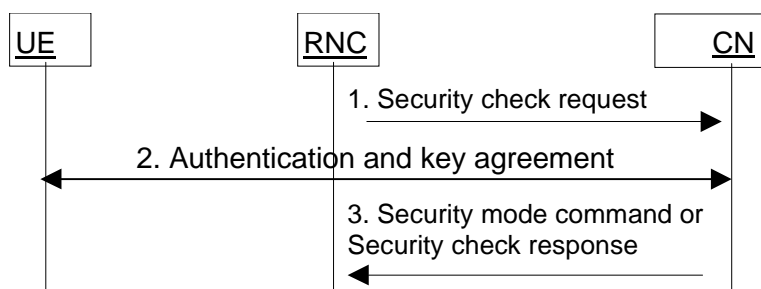 UE
RNC
CN
1. Security check request
2. Authentication and key agreement
3. Security mode command or
Security check response